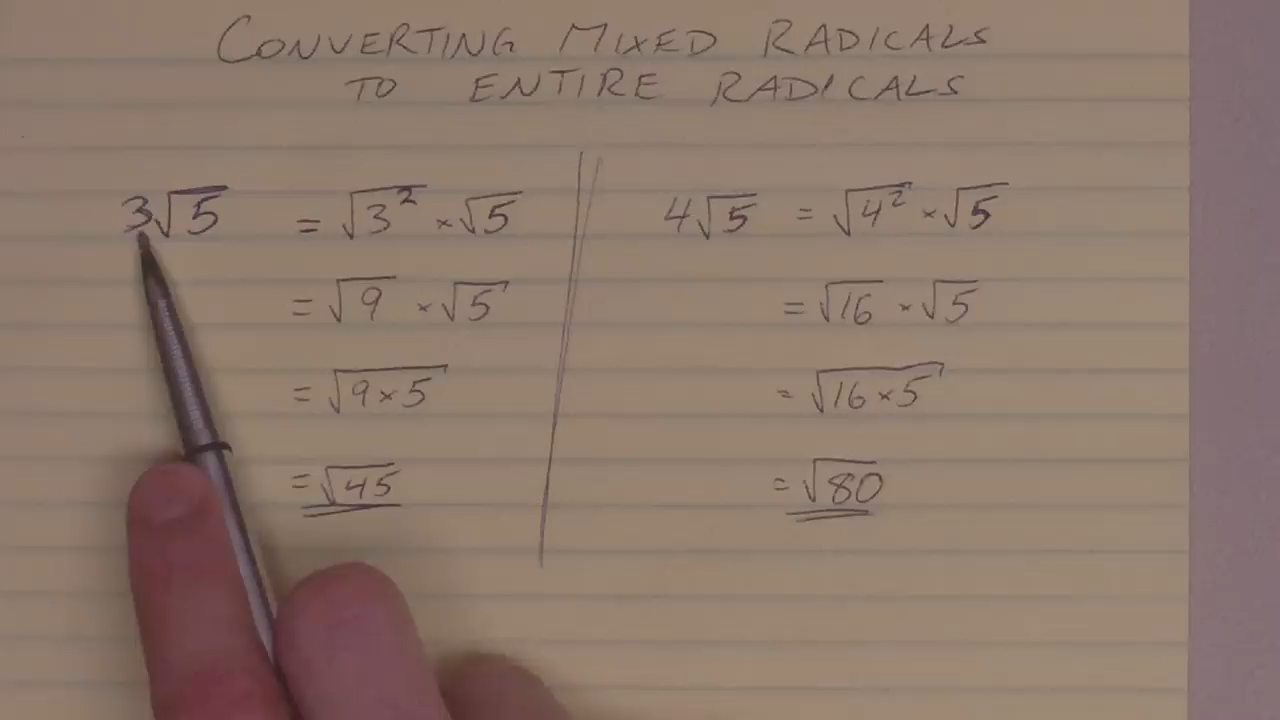 CONVERTING MIXED RADICALS
TO ENTIRE RADICALS
3√5 = √3² × √5
= √9 × √5
= √9×5
= √45
4√5 = √4² × √5
= √16 × √5
= √16×5
= √80